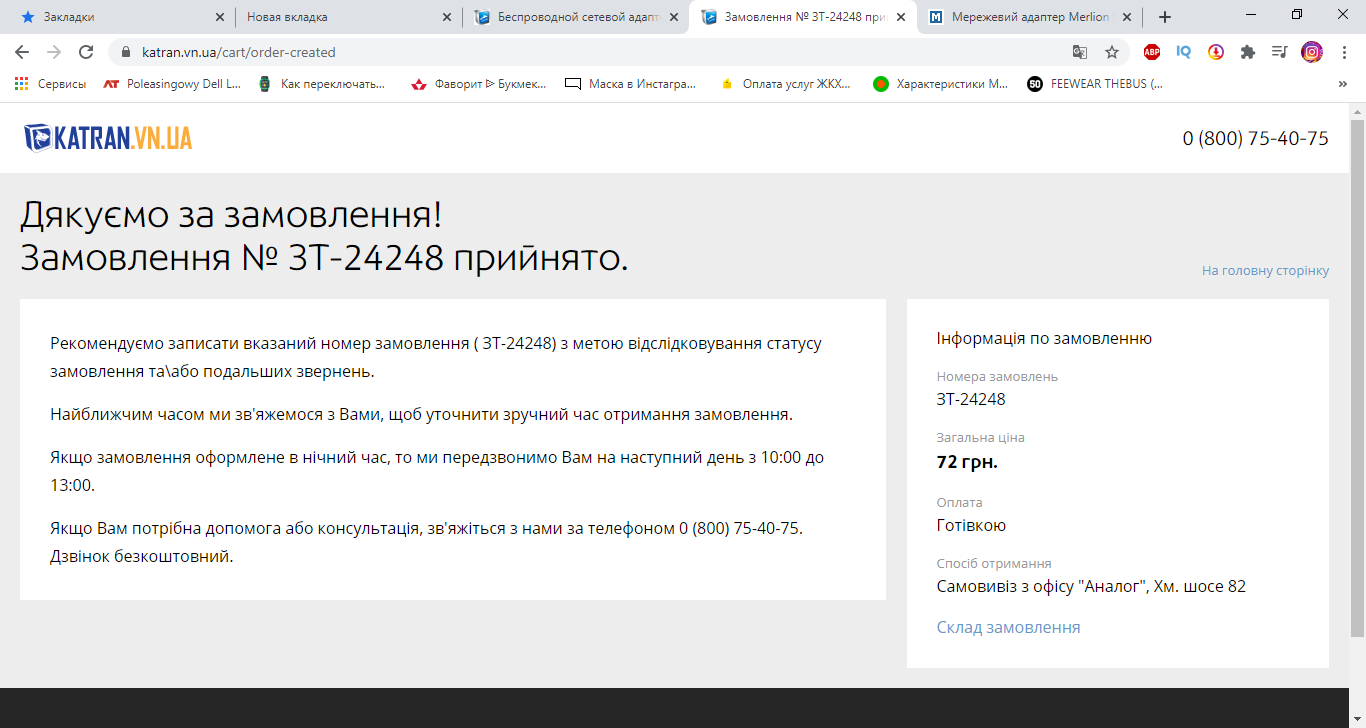 Закладки
Новая вкладка
Беспроводной сетевой адапт
Замовлення № ЗТ-24248 при
Мережевий адаптер Merlion
katran.vn.ua/cart/order-created
ABP
IQ
Сервисы
Poleasingowy Dell L...
Как переключать...
Фаворит ᐉ Букмек...
Маска в Инстагра...
Оплата услуг ЖКХ...
Характеристики М...
FEEWEAR THEBUS (...
KATRAN.VN.UA
0 (800) 75-40-75
Дякуємо за замовлення!
Замовлення № ЗТ-24248 прийнято.
На головну сторінку
Рекомендуємо записати вказаний номер замовлення ( ЗТ-24248) з метою відслідковування статусу
замовлення та\або подальших звернень.
Найближчим часом ми зв'яжемося з Вами, щоб уточнити зручний час отримання замовлення.
Якщо замовлення оформлене в нічний час, то ми передзвонимо Вам на наступний день з 10:00 до
13:00.
Якщо Вам потрібна допомога або консультація, зв'яжіться з нами за телефоном 0 (800) 75-40-75.
Дзвінок безкоштовний.
Інформація по замовленню
Номера замовлень
ЗТ-24248
Загальна ціна
72 грн.
Оплата
Готівкою
Спосіб отримання
Самовивіз з офісу "Аналог", Хм. шосе 82
Склад замовлення